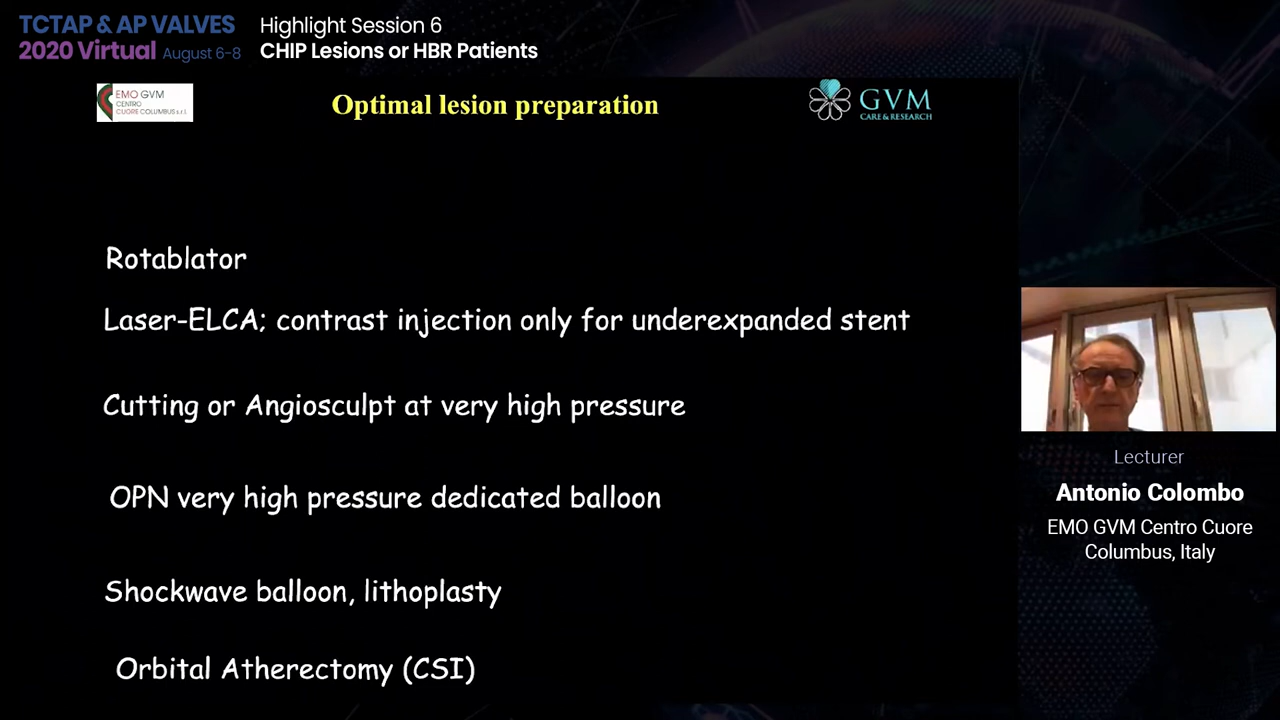 TCTAP & AP VALVES
2020 Virtual August 6-8
Highlight Session 6
CHIP Lesions or HBR Patients
EMO GVM
CENTRO
CUORE COLUMBUS s.r.l.
Optimal lesion preparation
GVM
CARE & RESEARCH
Rotablator
Laser-ELCA; contrast injection only for underexpanded stent
Cutting or Angiosculpt at very high pressure
OPN very high pressure dedicated balloon
Shockwave balloon, lithoplasty
Orbital Atherectomy (CSI)
Lecturer
Antonio Colombo
EMO GVM Centro Cuore
Columbus, Italy